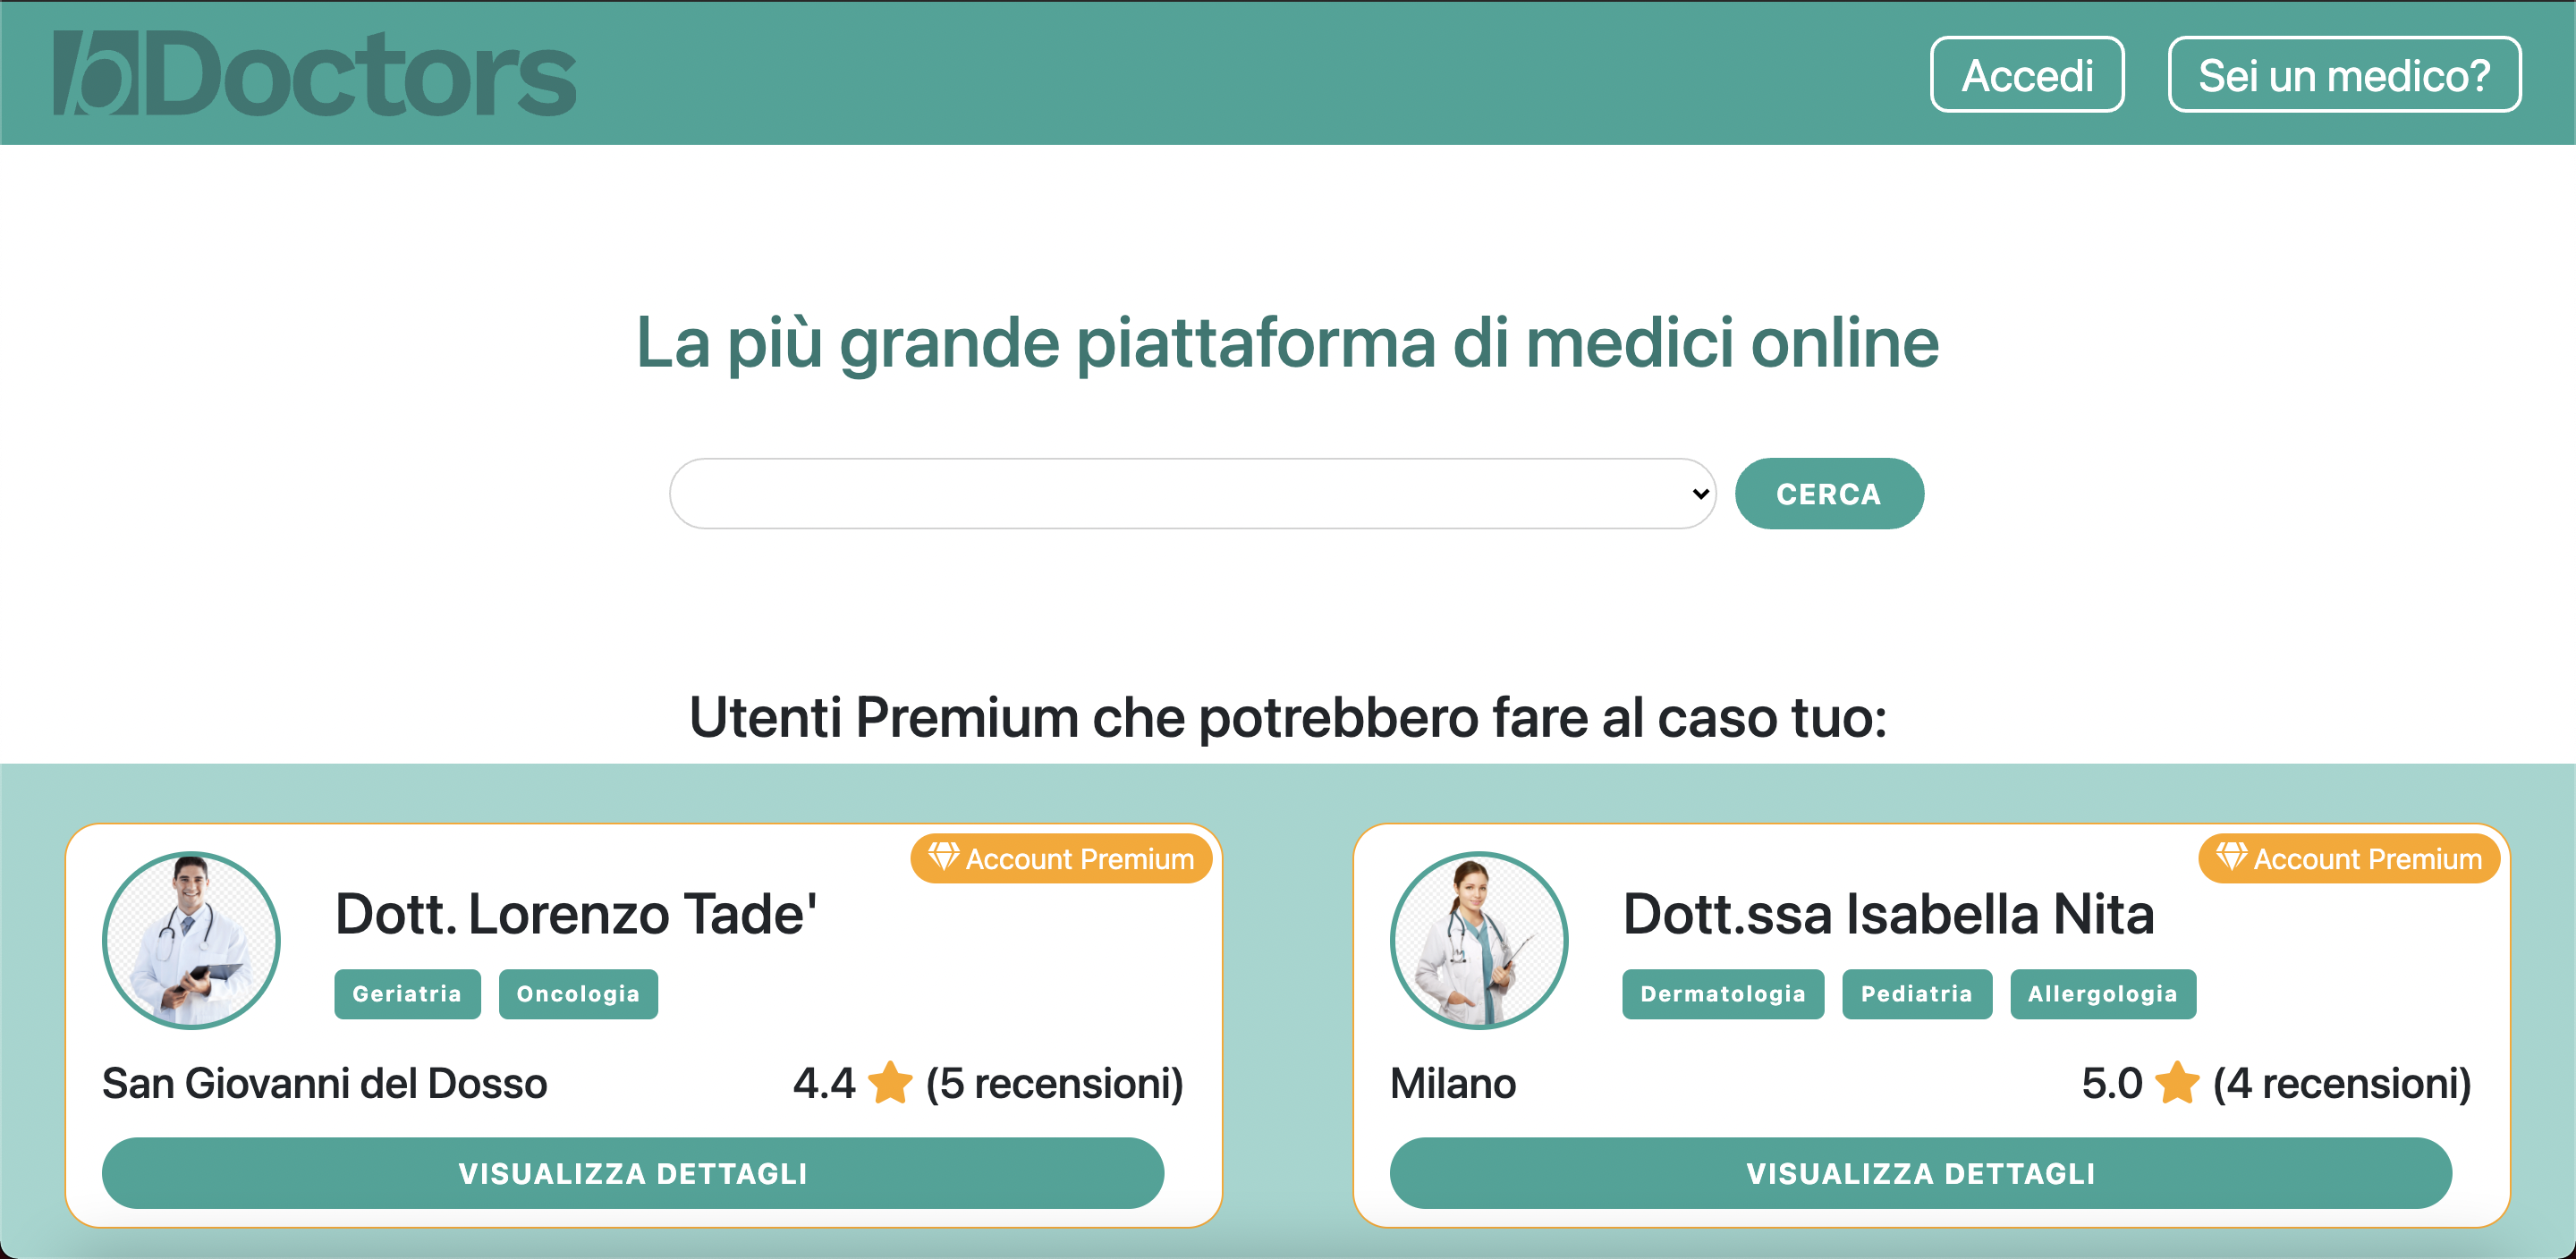 bDoctors
Accedi
Sei un medico?
La più grande piattaforma di medici online
CERCA
Utenti Premium che potrebbero fare al caso tuo:
Account Premium
Dott. Lorenzo Tade'
Geriatria Oncologia
San Giovanni del Dosso
4.4 (5 recensioni)
VISUALIZZA DETTAGLI
Account Premium
Dott.ssa Isabella Nita
Dermatologia Pediatria Allergologia
Milano
5.0 (4 recensioni)
VISUALIZZA DETTAGLI